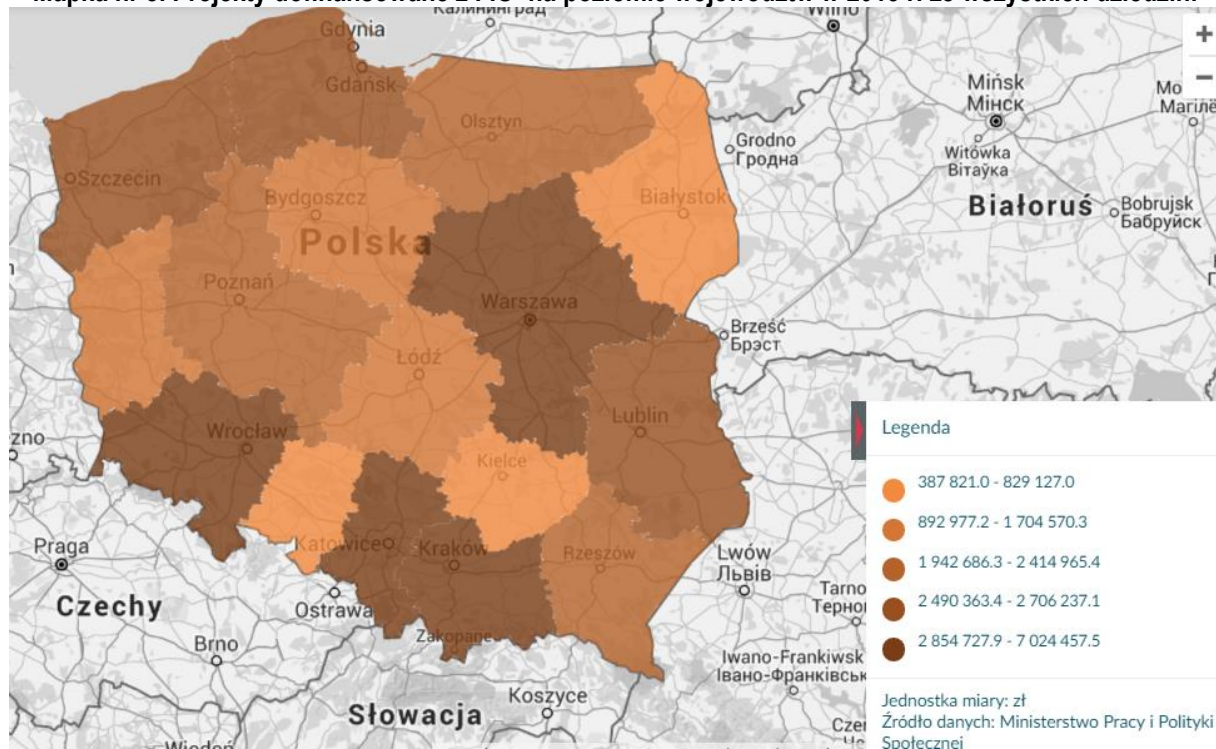 Калининград
Gdynia
Gdańsk
Wilno
+
−
Mińsk
Мінск
Olsztyn
Grodno
Гродна
Witówka
Вітаўка
Szczecin
Bydgoszcz
Białystok
Białoruś
Bobrujsk
Бабруйск
Polska
Poznań
Warszawa
Brześć
Брэст
Łódź
Lublin
Wrocław
Kielce
Praga
Katowice
Kraków
Rzeszów
Lwów
Львів
Czechy
Ostrawa
Zakopane
Brno
Iwano-Frankiwsk
Koszyce
Słowacja
Legenda
387 821.0 - 829 127.0
892 977.2 - 1 704 570.3
1 942 686.3 - 2 414 965.4
2 490 363.4 - 2 706 237.1
2 854 727.9 - 7 024 457.5
Jednostka miary: zł
Źródło danych: Ministerstwo Pracy i Polityki
Społecznej